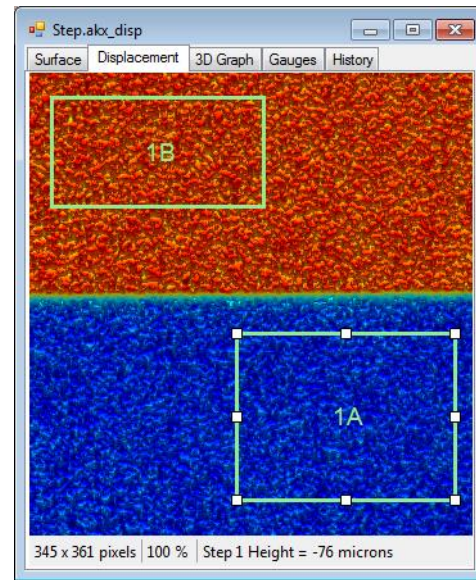 Step.akx_disp
Surface Displacement 3D Graph Gauges History
1B
1A
345 x 361 pixels 100 % Step 1 Height = -76 microns